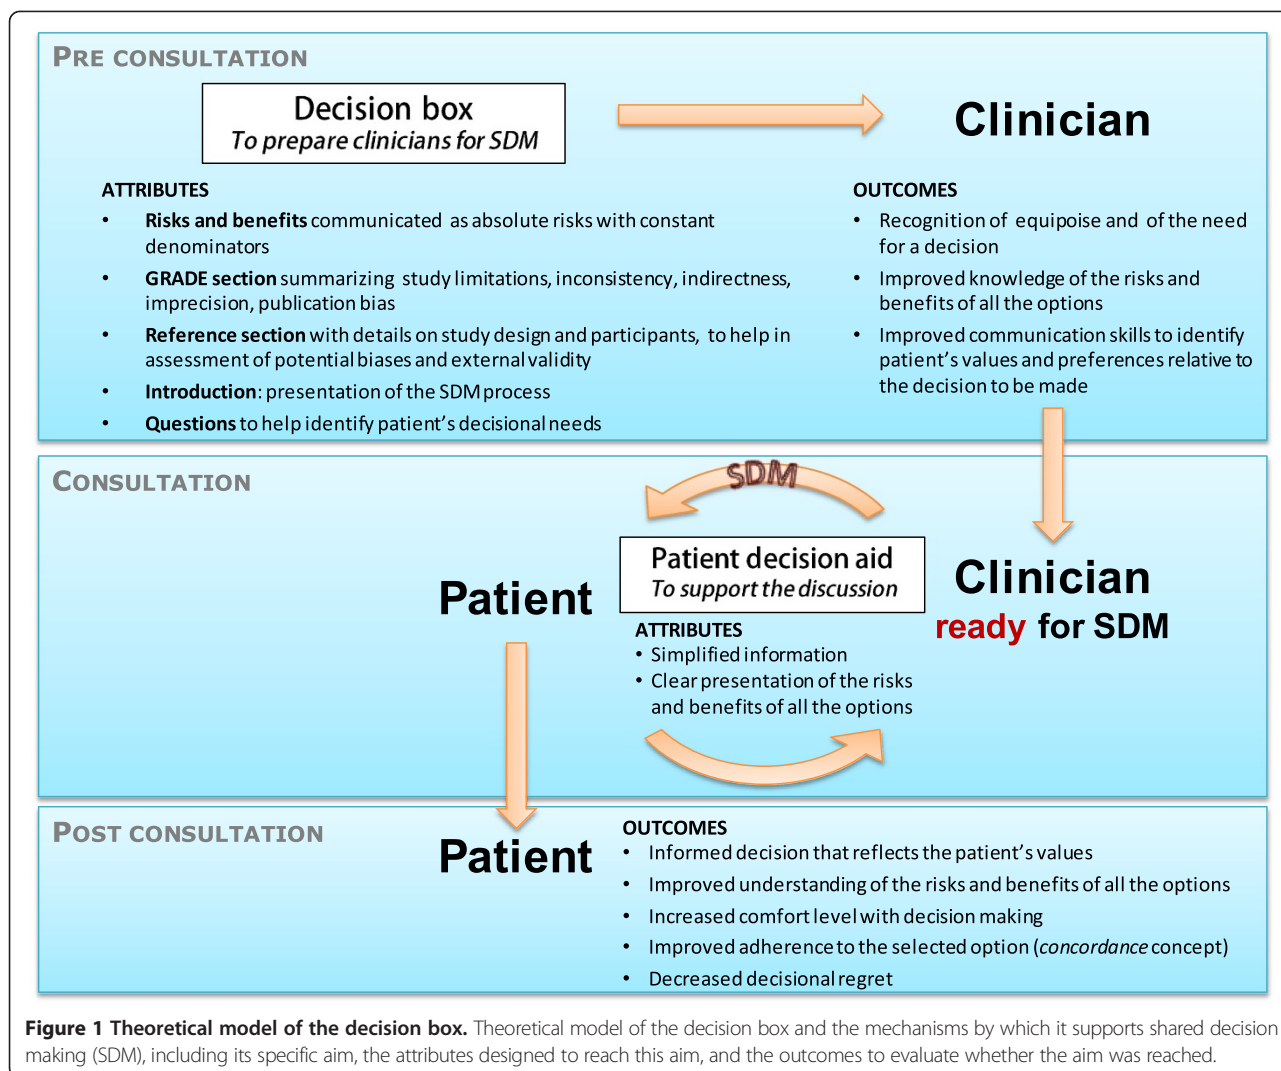 PRE CONSULTATION
Decision box
To prepare clinicians for SDM
Clinician
ATTRIBUTES
• Risks and benefits communicated as absolute risks with constant
denominators
• GRADE section summarizing study limitations, inconsistency, indirectness,
imprecision, publication bias
• Reference section with details on study design and participants, to help in
assessment of potential biases and external validity
• Introduction: presentation of the SDM process
• Questions to help identify patient's decisional needs
OUTCOMES
• Recognition of equipoise and of the need
for a decision
• Improved knowledge of the risks and
benefits of all the options
• Improved communication skills to identify
patient's values and preferences relative to
the decision to be made
CONSULTATION
SDM
Patient
Patient decision aid
To support the discussion
ATTRIBUTES
• Simplified information
• Clear presentation of the risks
and benefits of all the options
Clinician
ready for SDM
POST CONSULTATION
Patient
OUTCOMES
• Informed decision that reflects the patient's values
• Improved understanding of the risks and benefits of all the options
• Increased comfort level with decision making
• Improved adherence to the selected option (concordance concept)
• Decreased decisional regret
Figure 1 Theoretical model of the decision box. Theoretical model of the decision box and the mechanisms by which it supports shared decision
making (SDM), including its specific aim, the attributes designed to reach this aim, and the outcomes to evaluate whether the aim was reached.